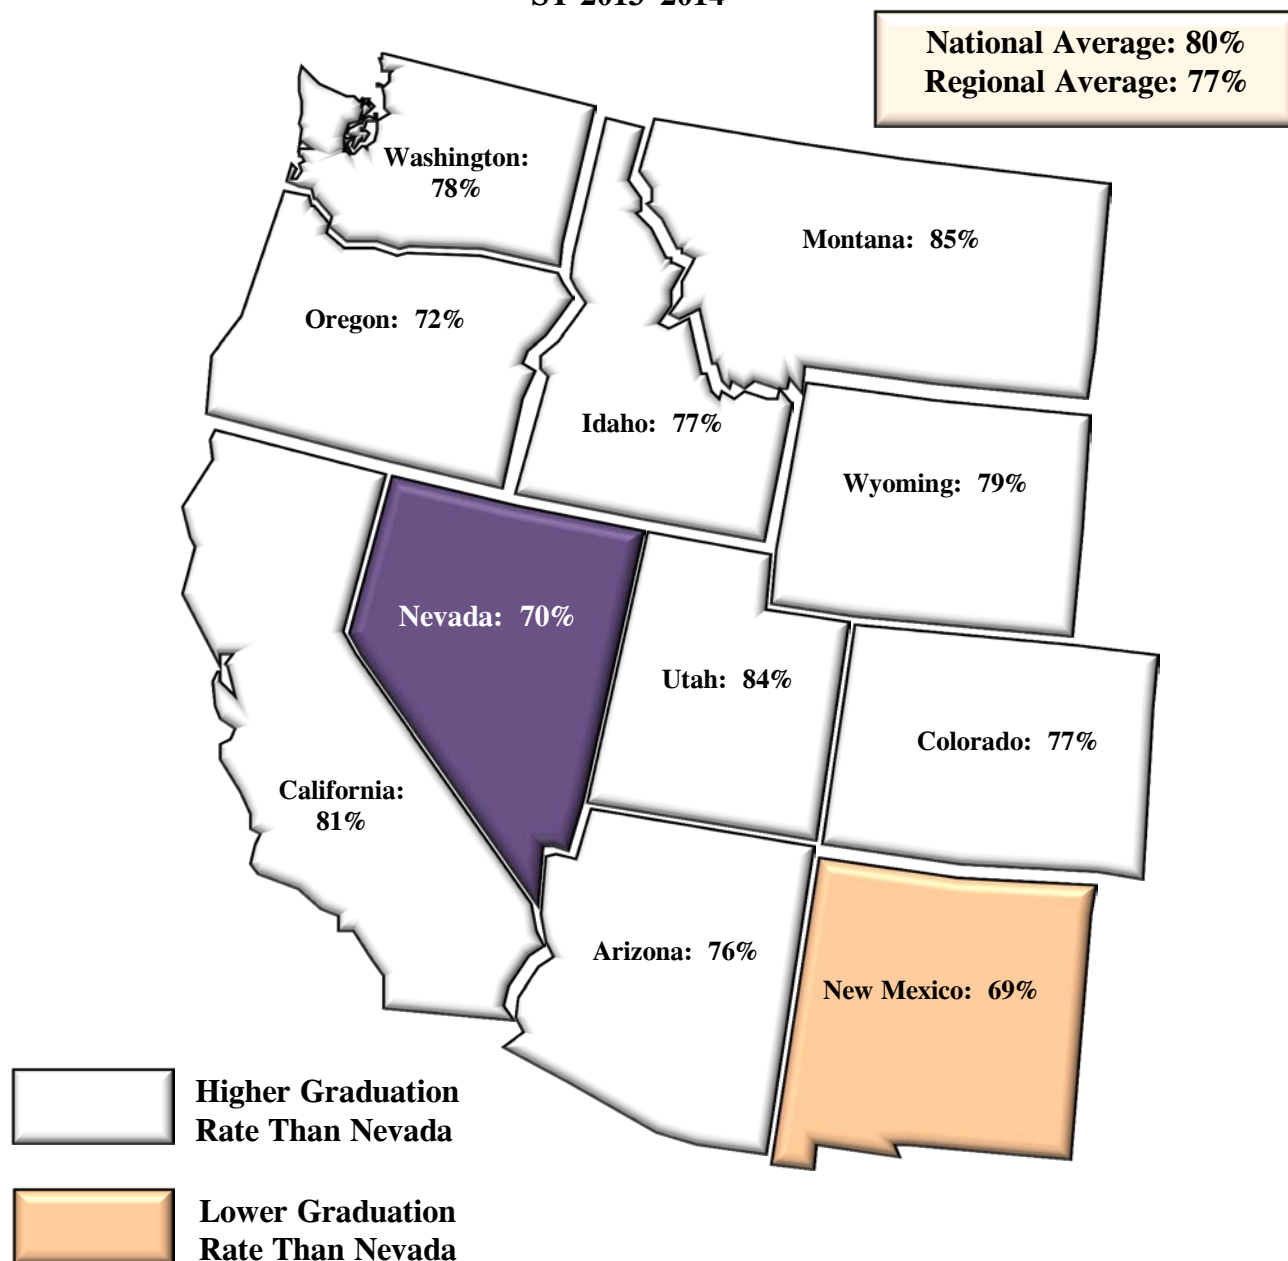 National Average: 80%
Regional Average: 77%
Washington:
78%
Montana: 85%
Oregon: 72%
Idaho: 77%
Wyoming: 79%
Nevada: 70%
Utah: 84%
Colorado: 77%
California:
81%
Arizona: 76%
New Mexico: 69%
Higher Graduation
Rate Than Nevada
Lower Graduation
Rate Than Nevada